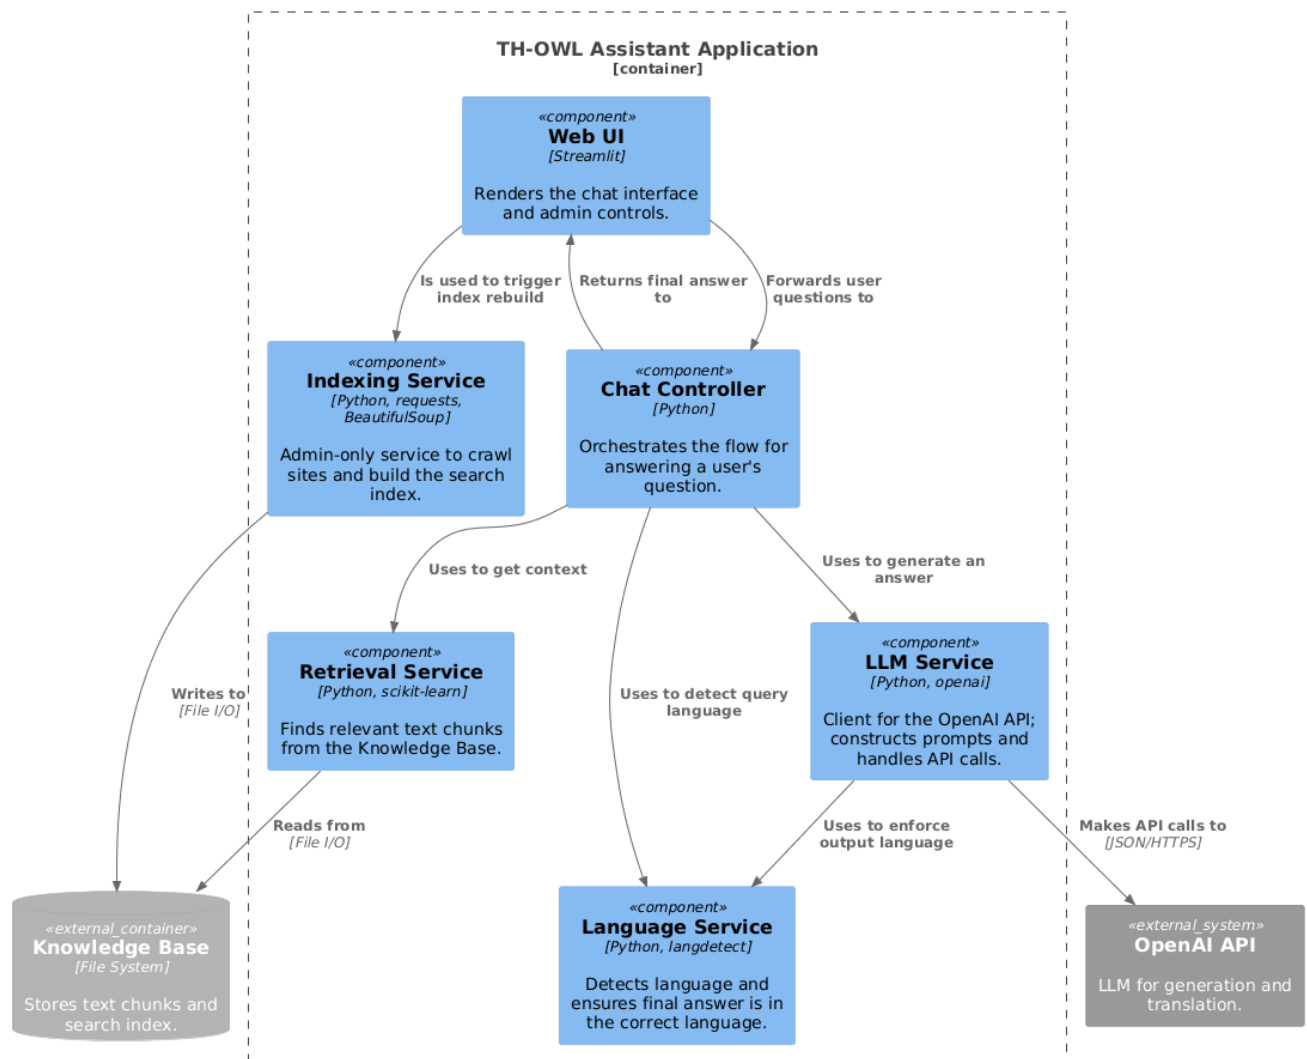 TH-OWL Assistant Application
[container]
«component»
Web UI
[Streamlit]
Renders the chat interface
and admin controls.
Is used to trigger
index rebuild
Returns final answer
to
Forwards user
questions to
«component»
Indexing Service
[Python, requests,
BeautifulSoup]
Admin-only service to crawl
sites and build the search
index.
«component»
Chat Controller
[Python]
Orchestrates the flow for
answering a user's
question.
Uses to get context
Uses to generate an
answer
«component»
Retrieval Service
[Python, scikit-learn]
Finds relevant text chunks
from the Knowledge Base.
«component»
LLM Service
[Python, openai]
Client for the OpenAI API;
constructs prompts and
handles API calls.
Writes to
[File I/O]
Uses to detect query
language
Reads from
[File I/O]
Uses to enforce
output language
Makes API calls to
[JSON/HTTPS]
«external_container»
Knowledge Base
[File System]
Stores text chunks and
search index.
«component»
Language Service
[Python, langdetect]
Detects language and
ensures final answer is in
the correct language.
«external_system»
OpenAI API
LLM for generation and
translation.